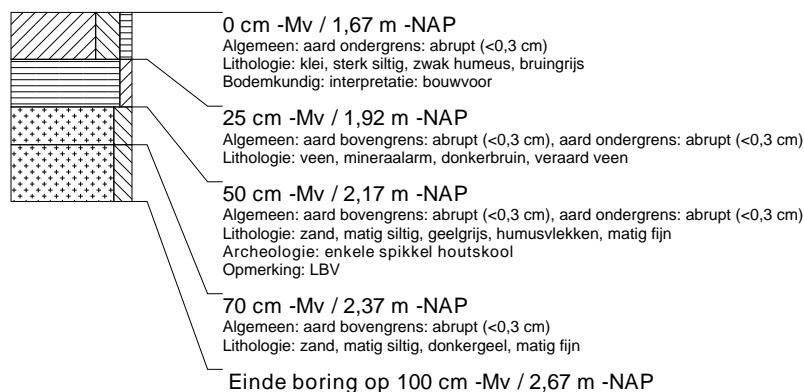 0 cm -Mv / 1,67 m -NAP
Algemeen: aard ondergrens: abrupt (<0,3 cm)
Lithologie: klei, sterk siltig, zwak humeus, bruingrijs
Bodemkundig: interpretatie: bouwvoor
25 cm -Mv / 1,92 m -NAP
Algemeen: aard bovengrens: abrupt (<0,3 cm), aard ondergrens: abrupt (<0,3 cm)
Lithologie: veen, mineraalarm, donkerbruin, veraard veen
50 cm -Mv / 2,17 m -NAP
Algemeen: aard bovengrens: abrupt (<0,3 cm), aard ondergrens: abrupt (<0,3 cm)
Lithologie: zand, matig siltig, geelgrijs, humusvlekken, matig fijn
Archeologie: enkele spikkel houtskool
Opmerking: LBV
70 cm -Mv / 2,37 m -NAP
Algemeen: aard bovengrens: abrupt (<0,3 cm)
Lithologie: zand, matig siltig, donkergeel, matig fijn
Einde boring op 100 cm -Mv / 2,67 m -NAP